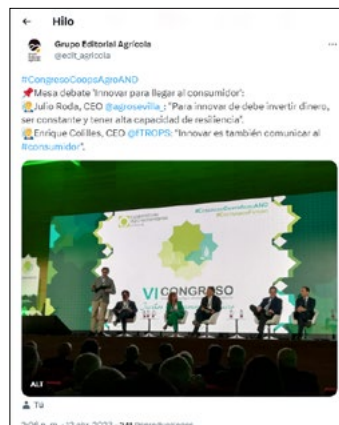 Hilo
Grupo Editorial Agrícola
@edit_agricola
#CongresoCoopsAgroAND
Mesa debate 'Innovar para llegar al consumidor':
Julio Roda, CEO @agrosevilla_: "Para innovar de debe invertir dinero,
ser constante y tener alta capacidad de resiliencia".
Enrique Colilles, CEO @fTROPS: "Innovar es también comunicar al
#consumidor".
#CongresoCoopsAgroAND
VI CONGRESO
ALT
Tú